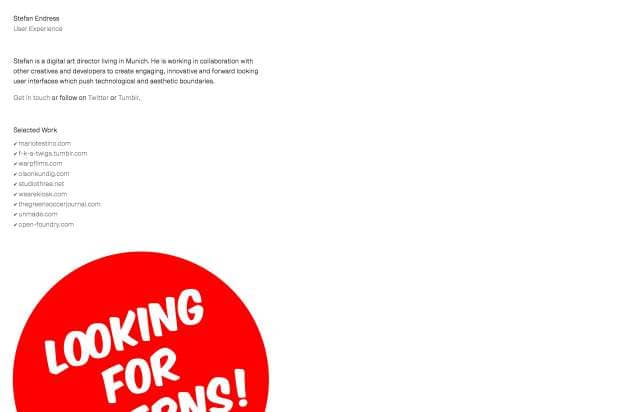 Stefan Endress
User Experience
Stefan is a digital art director living in Munich. He is working in collaboration with
other creatives and developers to create engaging, innovative and forward looking
user interfaces which push technological and aesthetic boundaries.
Get in touch or follow on Twitter or Tumblr.
Selected Work
✔ mariotestino.com
✔ f-k-a-twigs.tumblr.com
✔ warpfilms.com
✔ olsonkundig.com
✔ studiothree.net
✔ wearekiosk.com
✔ thegreensoccerjournal.com
✔ unmade.com
✔ open-foundry.com
LOOKING
FOR